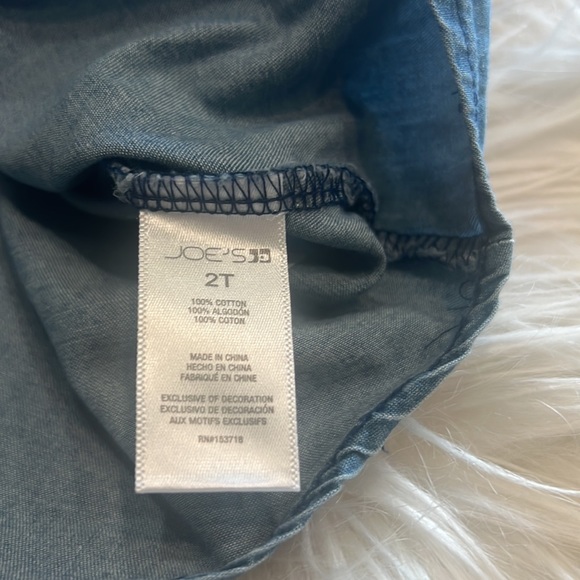 JOE'S
2T
100% COTTON
100% ALGODÓN
100% COTON
MADE IN CHINA
HECHO EN CHINA
FABRIQUÉ EN CHINE
EXCLUSIVE OF DECORATION
EXCLUSIVO DE DECORACIÓN
AUX MOTIFS EXCLUSIFS
RN#153718